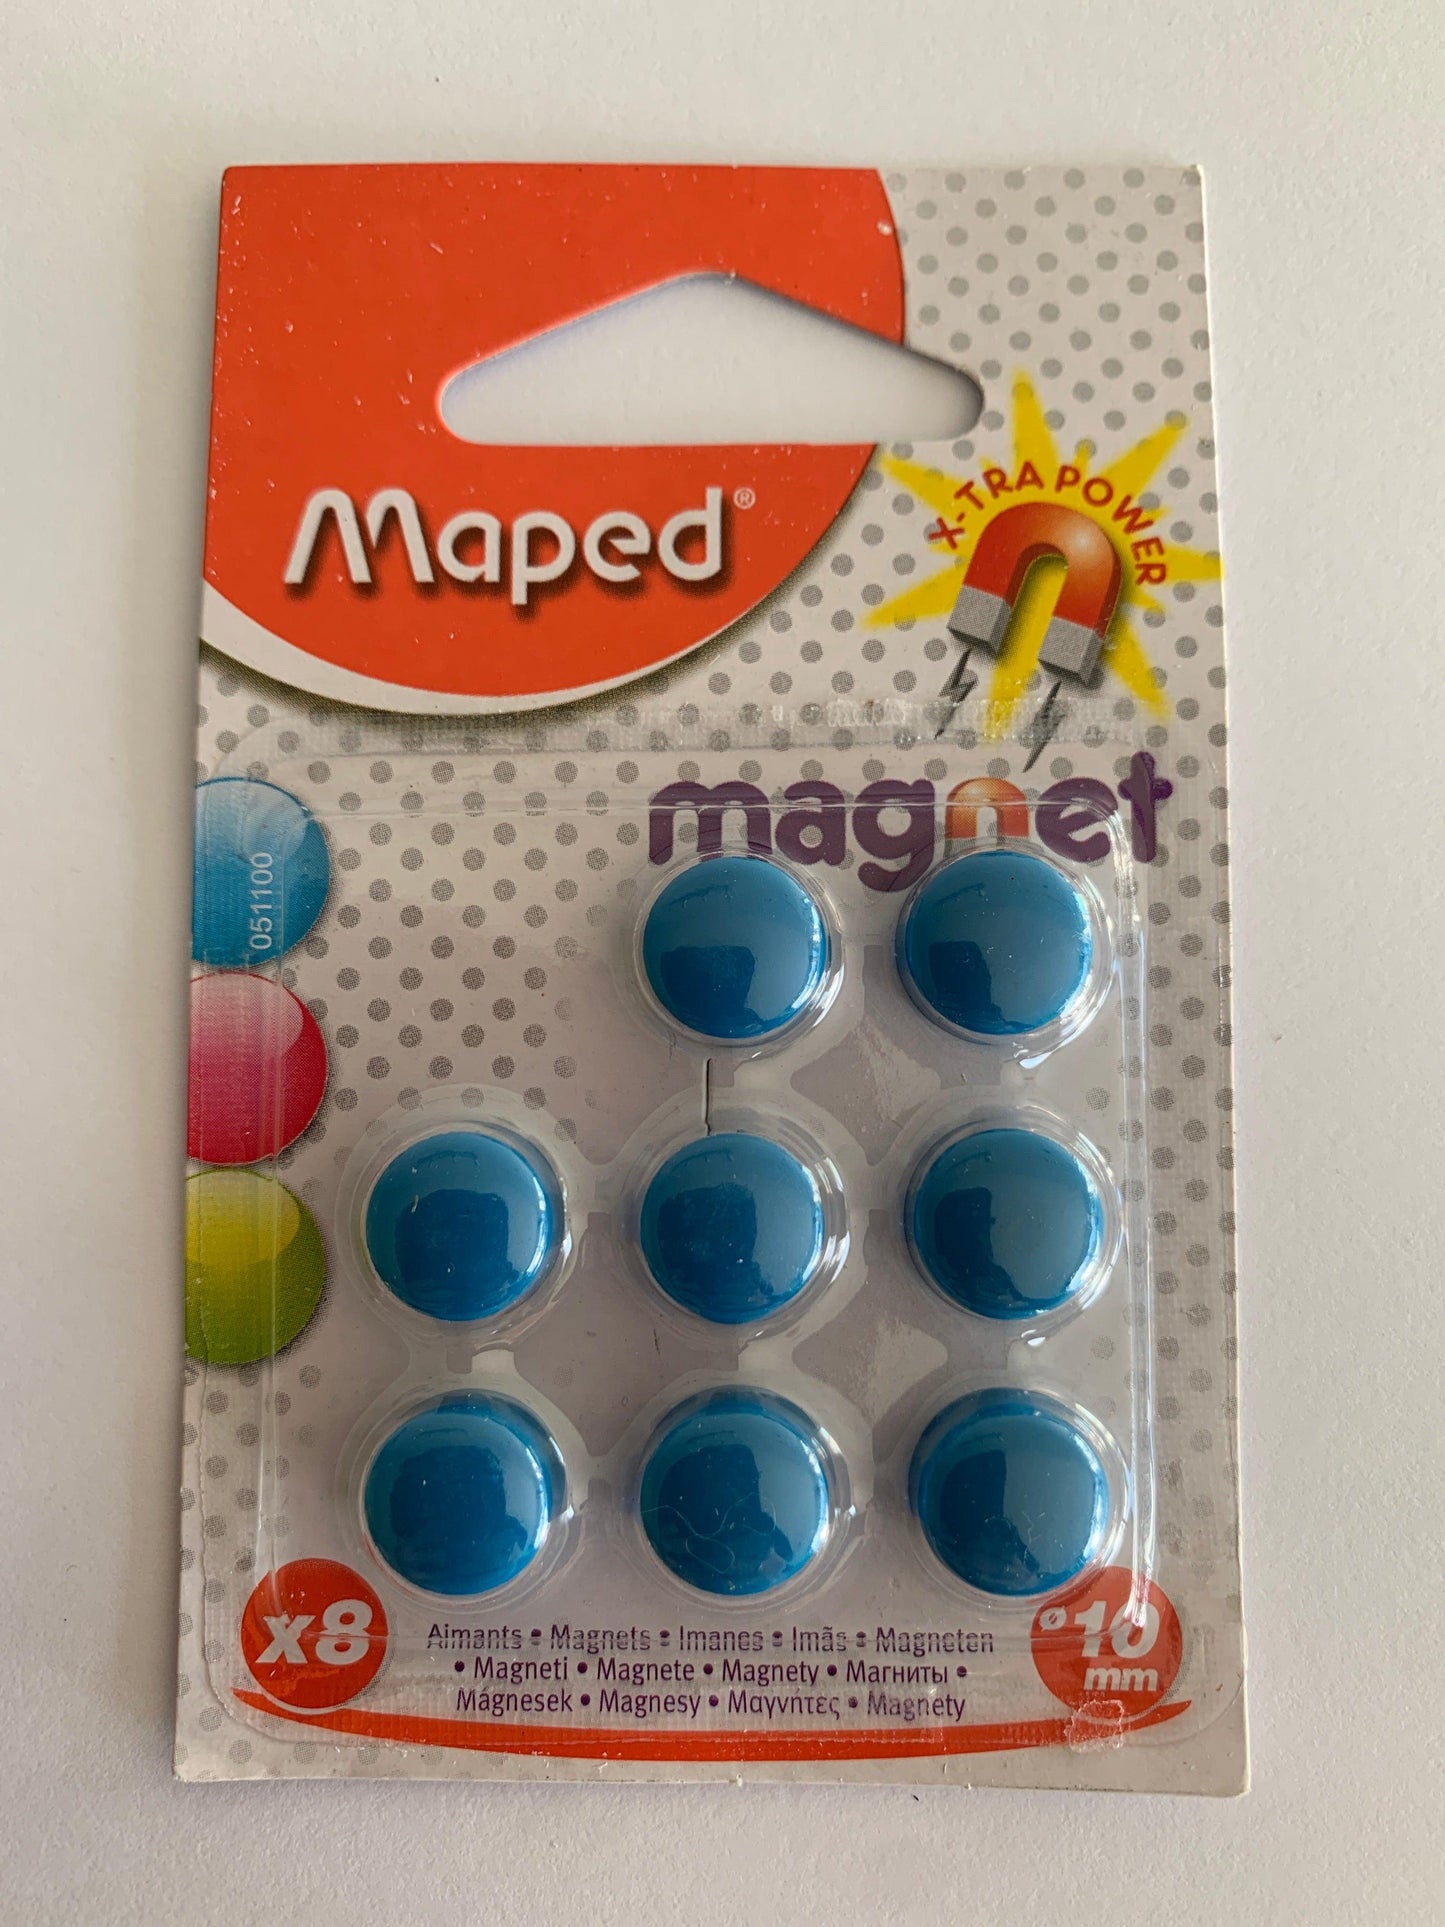 Maped®
X-TRA POWER
magnet
051100
x8
Aimants • Magnets • Imanes • Imãs • Magneten
• Magneti • Magnete • Magnety • Магниты •
Mágnesek • Magnesy • Μαγνήτες • Magnety
ø10
mm